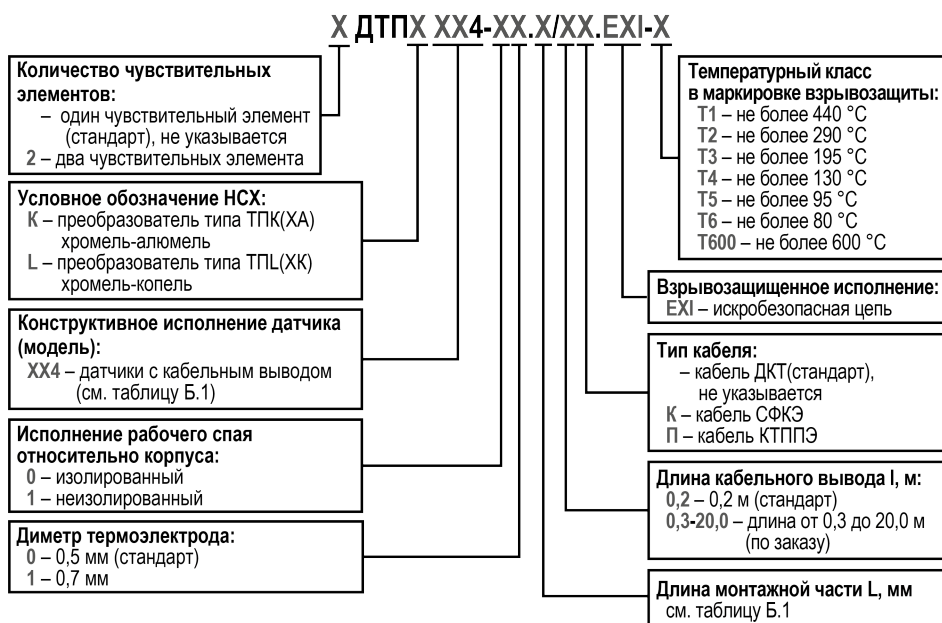 X ДТПX XX4-XX.X/XX.EXI-X
Количество чувствительных
элементов:
– один чувствительный элемент
(стандарт), не указывается
2 – два чувствительных элемента
Условное обозначение НСХ:
К – преобразователь типа ТПК(ХА)
хромель-алюмель
L – преобразователь типа ТПL(ХК)
хромель-копель
Конструктивное исполнение датчика
(модель):
ХХ4 – датчики с кабельным выводом
(см. таблицу Б.1)
Исполнение рабочего спая
относительно корпуса:
0 – изолированный
1 – неизолированный
Диметр термоэлектрода:
0 – 0,5 мм (стандарт)
1 – 0,7 мм
Температурный класс
в маркировке взрывозащиты:
Т1 – не более 440 °С
Т2 – не более 290 °С
Т3 – не более 195 °С
Т4 – не более 130 °С
Т5 – не более 95 °С
Т6 – не более 80 °С
Т600 – не более 600 °С
Взрывозащищенное исполнение:
EXI – искробезопасная цепь
Тип кабеля:
– кабель ДКТ(стандарт),
не указывается
К – кабель СФКЭ
П – кабель КТППЭ
Длина кабельного вывода l, м:
0,2 – 0,2 м (стандарт)
0,3-20,0 – длина от 0,3 до 20,0 м
(по заказу)
Длина монтажной части L, мм
см. таблицу Б.1